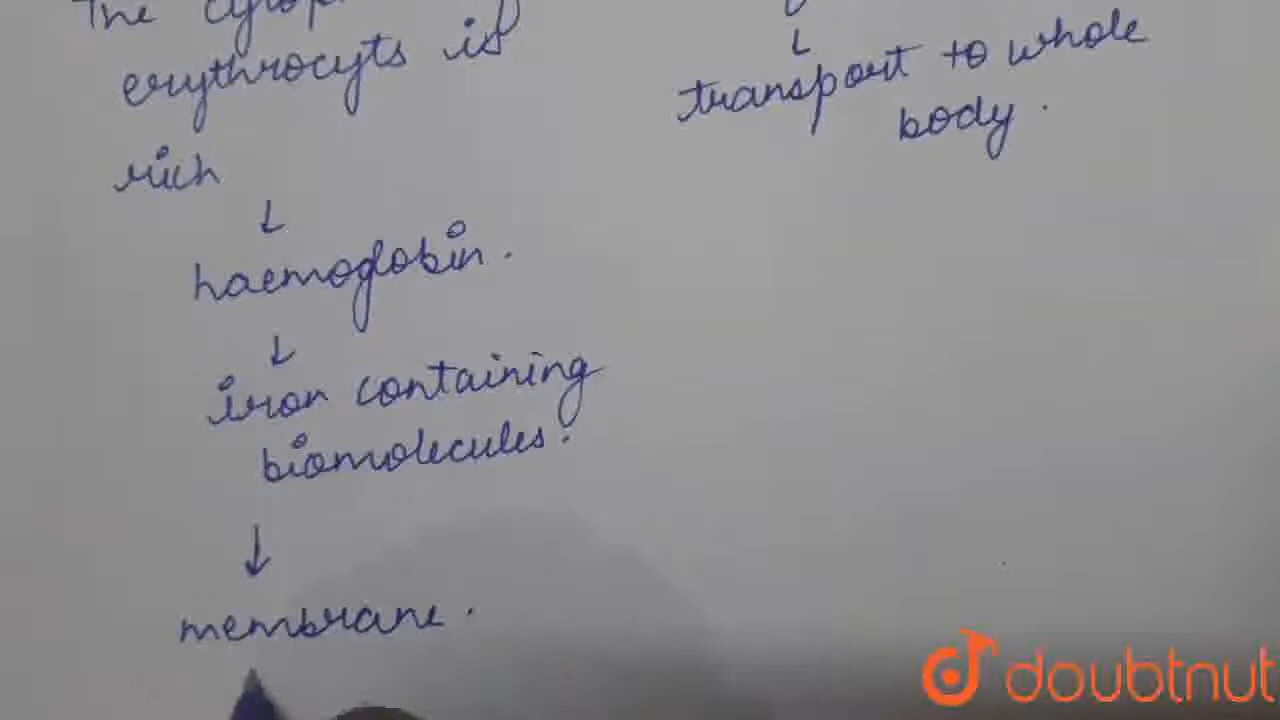 The
erythrocyts is
rich
↓
haemoglobin.
↓
iron containing
biomolecules.
↓
membrane.
↓
transport to whole
body.
doubtnut